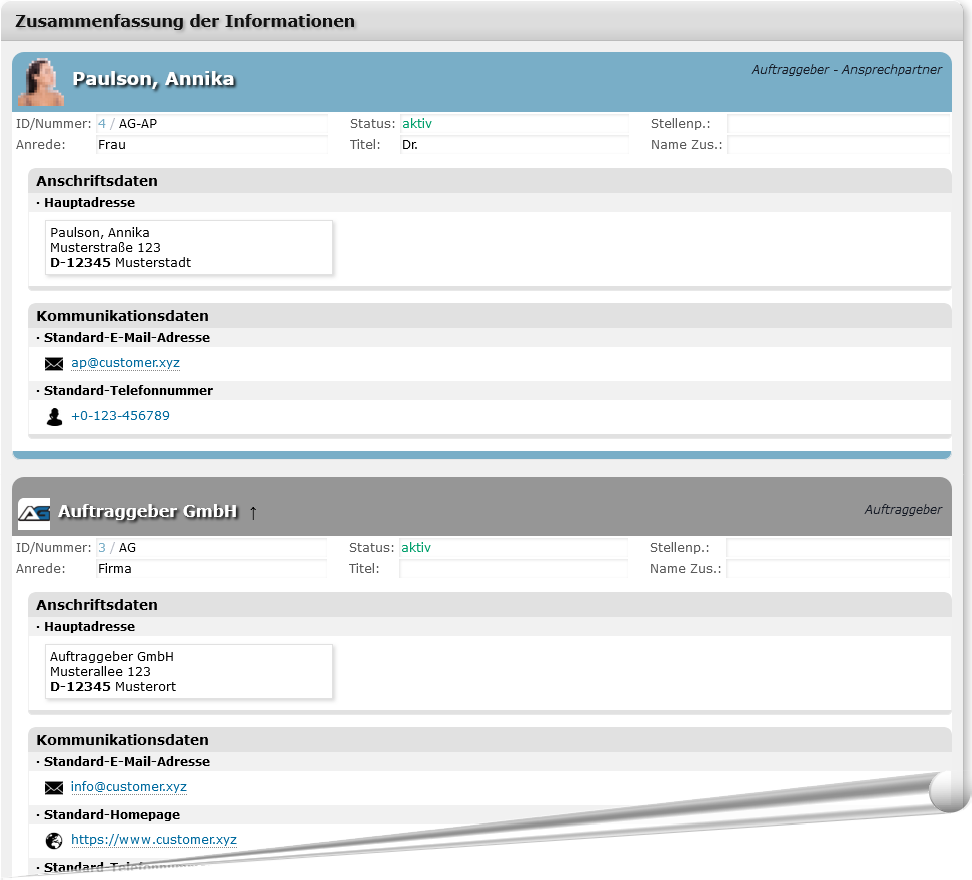 Zusammenfassung der Informationen
Paulson, Annika
Auftraggeber - Ansprechpartner
ID/Nummer: 4 / AG-AP Status: aktiv Stellenp.:
Anrede: Frau Titel: Dr. Name Zus.:
Anschriftsdaten
· Hauptadresse
Paulson, Annika
Musterstraße 123
D-12345 Musterstadt
Kommunikationsdaten
· Standard-E-Mail-Adresse
ap@customer.xyz
· Standard-Telefonnummer
+0-123-456789
AG Auftraggeber GmbH ↑
Auftraggeber
ID/Nummer: 3 / AG Status: aktiv Stellenp.:
Anrede: Firma Titel: Name Zus.:
Anschriftsdaten
· Hauptadresse
Auftraggeber GmbH
Musterallee 123
D-12345 Musterort
Kommunikationsdaten
· Standard-E-Mail-Adresse
info@customer.xyz
· Standard-Homepage
https://www.customer.xyz
· Standard-Telefonnummer